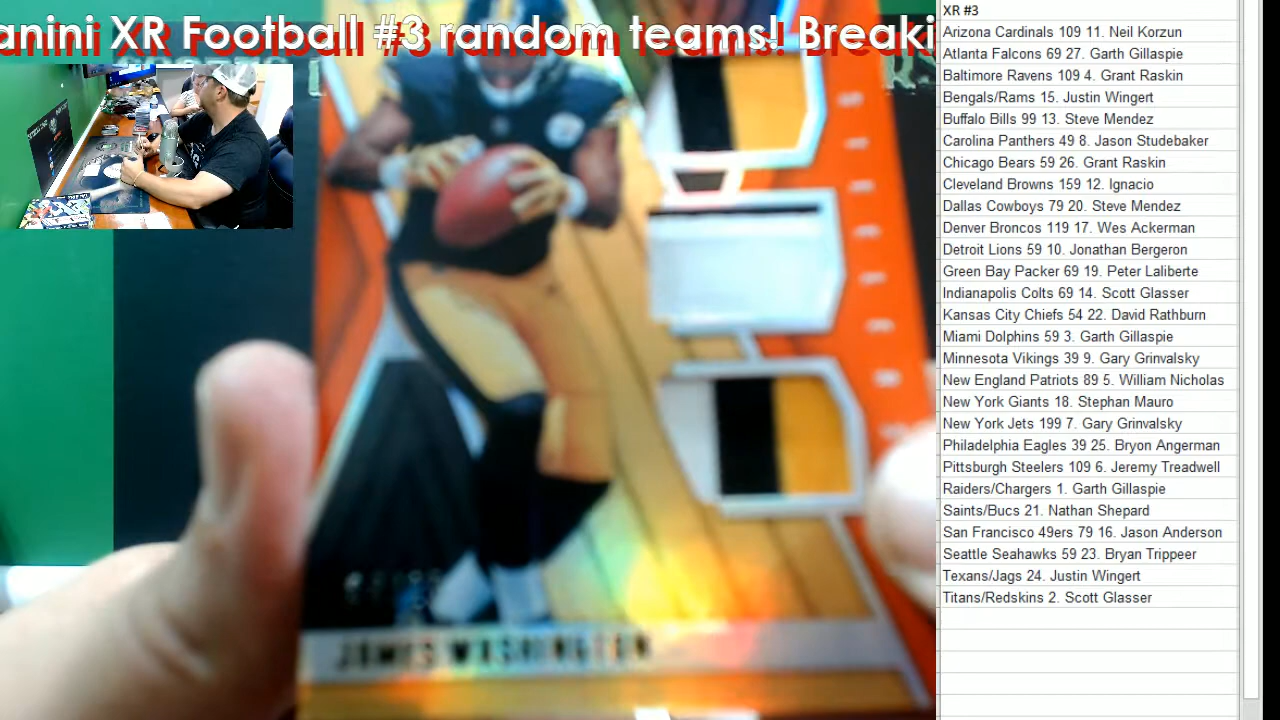 anini XR Football #3 random teams! Breaki
JAMES WASHINGTON
XR #3
Arizona Cardinals 109 11. Neil Korzun
Atlanta Falcons 69 27. Garth Gillaspie
Baltimore Ravens 109 4. Grant Raskin
Bengals/Rams 15. Justin Wingert
Buffalo Bills 99 13. Steve Mendez
Carolina Panthers 49 8. Jason Studebaker
Chicago Bears 59 26. Grant Raskin
Cleveland Browns 159 12. Ignacio
Dallas Cowboys 79 20. Steve Mendez
Denver Broncos 119 17. Wes Ackerman
Detroit Lions 59 10. Jonathan Bergeron
Green Bay Packer 69 19. Peter Laliberte
Indianapolis Colts 69 14. Scott Glasser
Kansas City Chiefs 54 22. David Rathburn
Miami Dolphins 59 3. Garth Gillaspie
Minnesota Vikings 39 9. Gary Grinvalsky
New England Patriots 89 5. William Nicholas
New York Giants 18. Stephan Mauro
New York Jets 199 7. Gary Grinvalsky
Philadelphia Eagles 39 25. Bryon Angerman
Pittsburgh Steelers 109 6. Jeremy Treadwell
Raiders/Chargers 1. Garth Gillaspie
Saints/Bucs 21. Nathan Shepard
San Francisco 49ers 79 16. Jason Anderson
Seattle Seahawks 59 23. Bryan Trippeer
Texans/Jags 24. Justin Wingert
Titans/Redskins 2. Scott Glasser